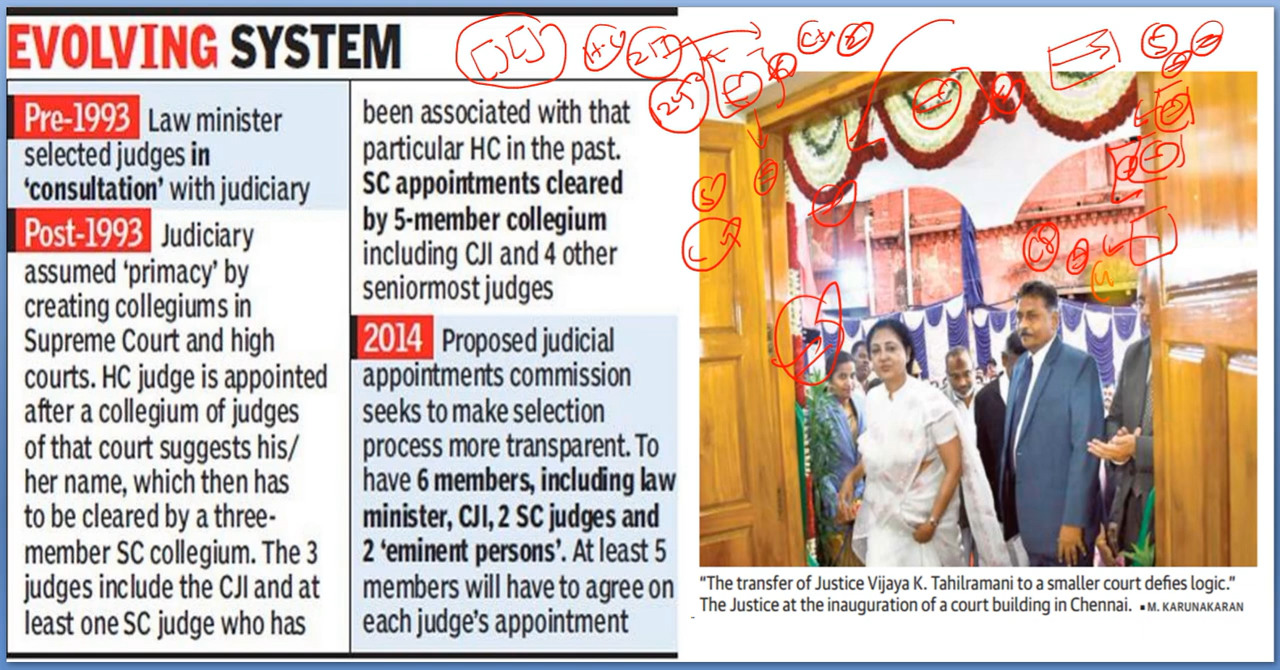 EVOLVING SYSTEM
Pre-1993 Law minister
selected judges in
‘consultation’ with judiciary
Post-1993 Judiciary
assumed ‘primacy’ by
creating collegiums in
Supreme Court and high
courts. HC judge is appointed
after a collegium of judges
of that court suggests his/
her name, which then has
to be cleared by a three-
member SC collegium. The 3
judges include the CJI and at
least one SC judge who has
been associated with that
particular HC in the past.
SC appointments cleared
by 5-member collegium
including CJI and 4 other
seniormost judges
2014 Proposed judicial
appointments commission
seeks to make selection
process more transparent. To
have 6 members, including law
minister, CJI, 2 SC judges and
2 ‘eminent persons’. At least 5
members will have to agree on
each judge’s appointment
“The transfer of Justice Vijaya K. Tahilramani to a smaller court defies logic.”
The Justice at the inauguration of a court building in Chennai. ▪ M. KARUNAKARAN